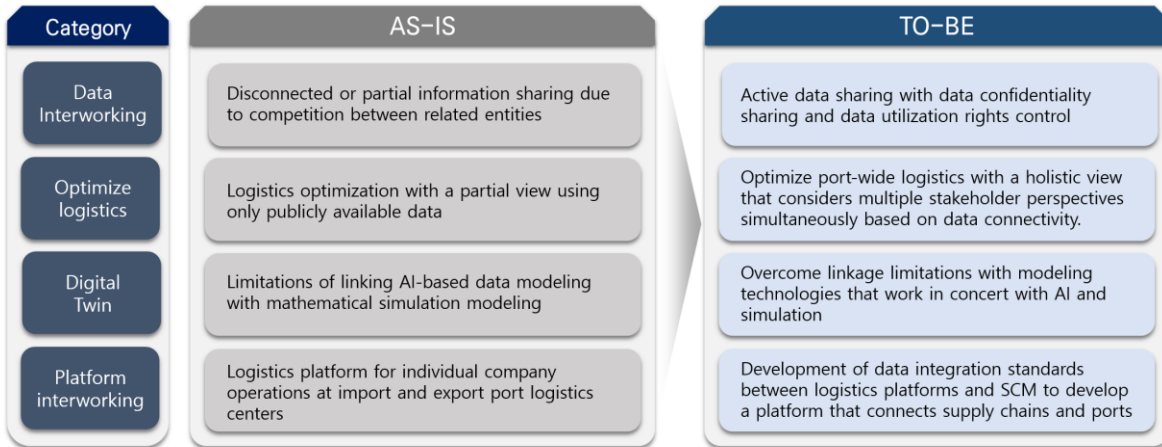 Category
AS-IS
TO-BE
Data
Interworking
Disconnected or partial information sharing due
to competition between related entities
Active data sharing with data confidentiality
sharing and data utilization rights control
Optimize
logistics
Logistics optimization with a partial view using
only publicly available data
Optimize port-wide logistics with a holistic view
that considers multiple stakeholder perspectives
simultaneously based on data connectivity.
Digital
Twin
Limitations of linking AI-based data modeling
with mathematical simulation modeling
Overcome linkage limitations with modeling
technologies that work in concert with AI and
simulation
Platform
interworking
Logistics platform for individual company
operations at import and export port logistics
centers
Development of data integration standards
between logistics platforms and SCM to develop
a platform that connects supply chains and ports